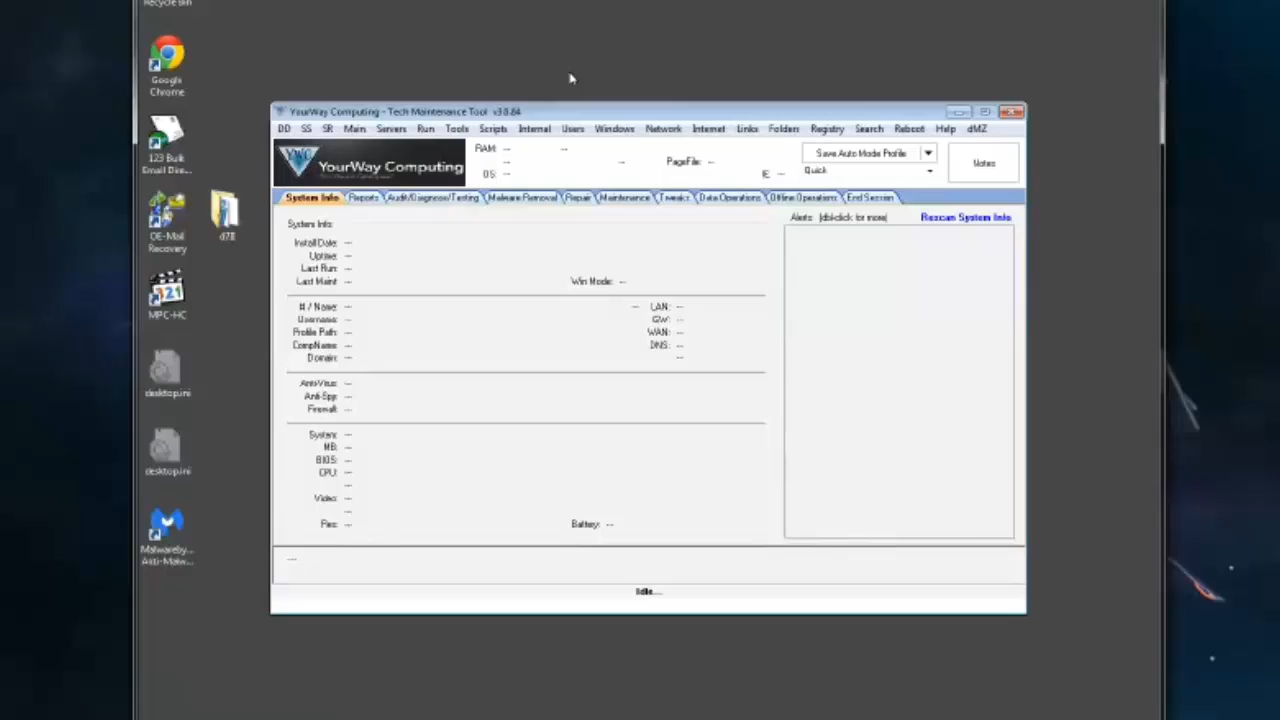 Recycle Bin
Google
Chrome
123 Bulk
Email Dire...
OE-Mail
Recovery
d7II
MPC-HC
desktop.ini
desktop.ini
Malwareby...
Anti-Malw...
YourWay Computing - Tech Maintenance Tool v3.0.84
DD SS SR Main Servers Run Tools Scripts Internal Users Windows Network Internet Links Folders Registry Search Reboot Help dMZ
YWC
YourWay Computing
RAM: -- --
-- --
OS: --
PageFile: --
IE --
Save Auto Mode Profile
Quick
Notes
System Info Reports Audit/Diagnose/Testing Malware Removal Repair Maintenance Tweaks Data Operations Offline Operations End Session
System Info:
Alerts: (dbl-click for more) Rescan System Info
Install Date: --
Uptime: --
Last Run: --
Last Maint: -- Win Mode: --
# / Name: -- -- LAN: --
Username: -- GW: --
Profile Path: -- WAN: --
CompName: -- DNS: --
Domain: -- --
Anti-Virus: --
Anti-Spy: --
Firewall: --
System: --
MB: --
BIOS: --
CPU: --
--
Video: --
--
Res: -- Battery: --
---
Idle....